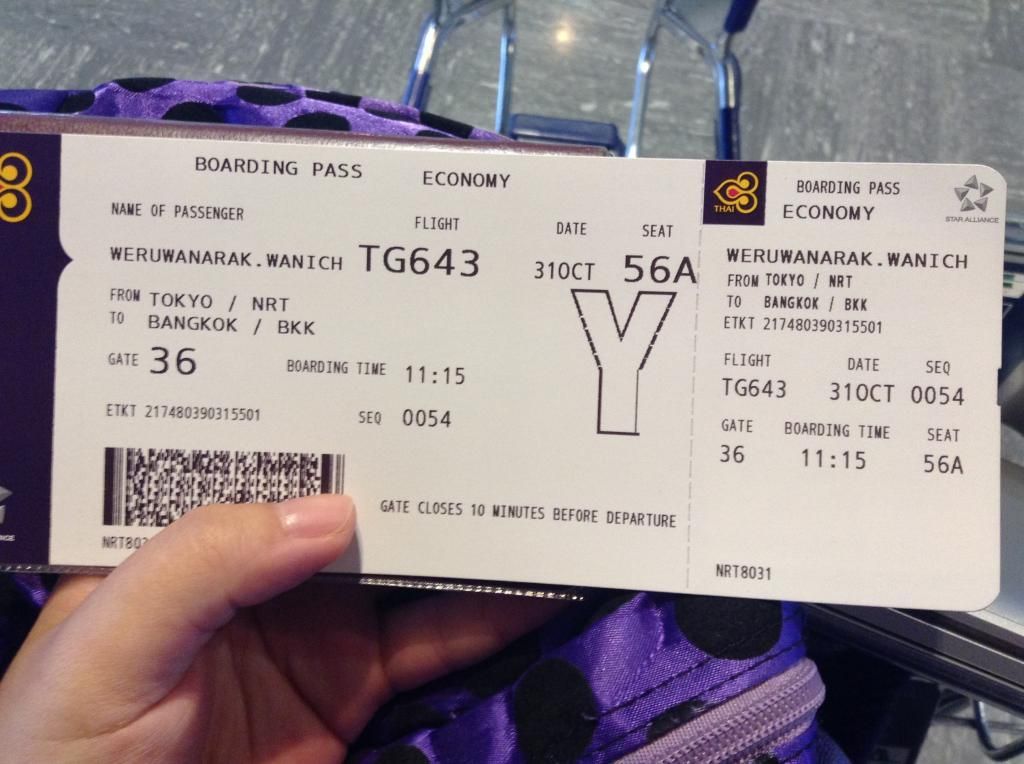 BOARDING PASS ECONOMY
NAME OF PASSENGER FLIGHT DATE SEAT
WERUWANARAK.WANICH TG643 31OCT 56A
FROM TOKYO / NRT
TO BANGKOK / BKK
Y
GATE 36 BOARDING TIME 11:15
ETKT 217480390315501 SEQ 0054
GATE CLOSES 10 MINUTES BEFORE DEPARTURE
THAI
BOARDING PASS
ECONOMY
STAR ALLIANCE
WERUWANARAK.WANICH
FROM TOKYO / NRT
TO BANGKOK / BKK
ETKT 217480390315501
FLIGHT DATE SEQ
TG643 31OCT 0054
GATE BOARDING TIME SEAT
36 11:15 56A
NRT8031